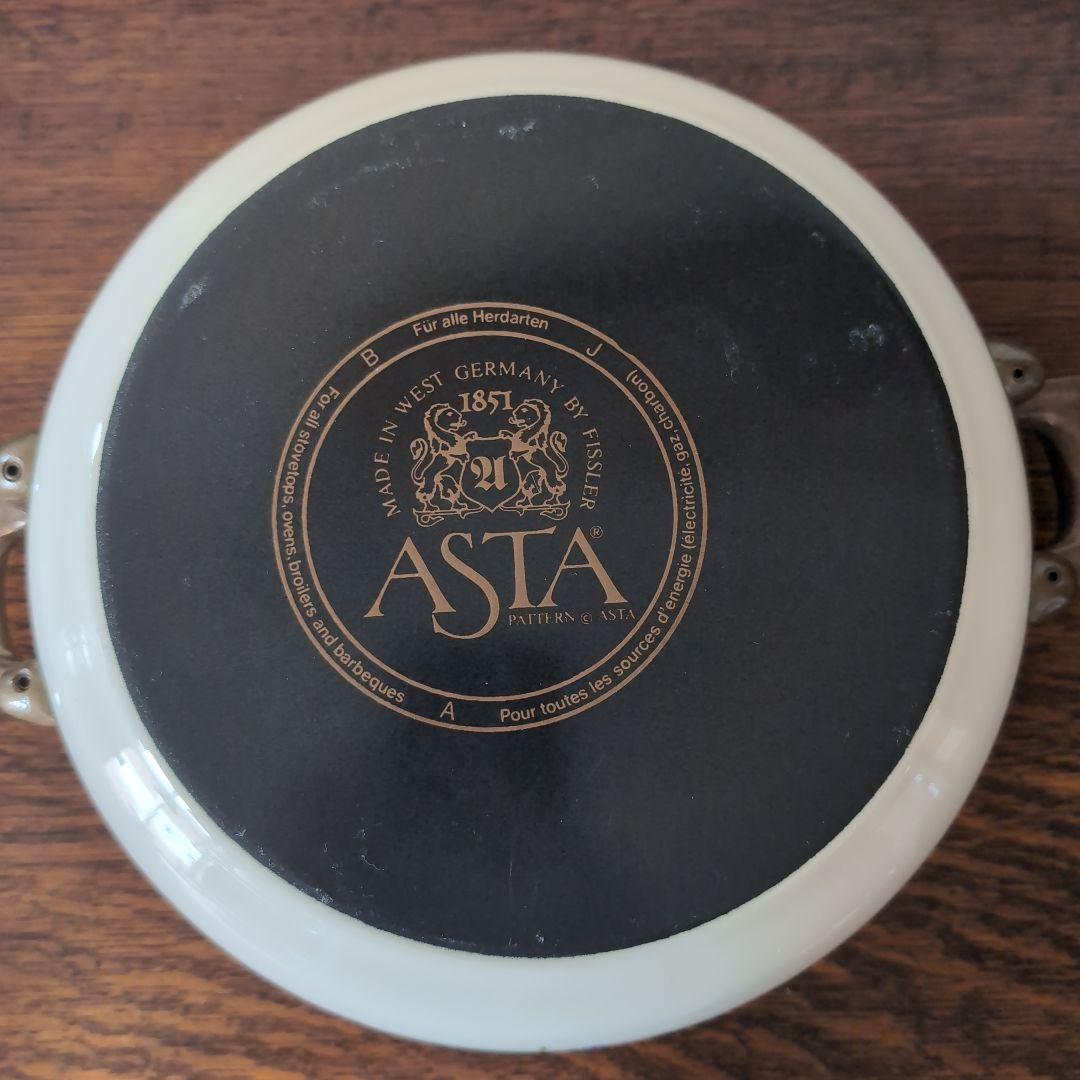 Für alle Herdarten
J
Pour toutes les sources d'energie (électricité, gaz, charbon)
A
For all stovetops, ovens, broilers and barbeques
B
MADE IN WEST GERMANY BY FISSLER
1851
A
ASTA®
PATTERN © ASTA